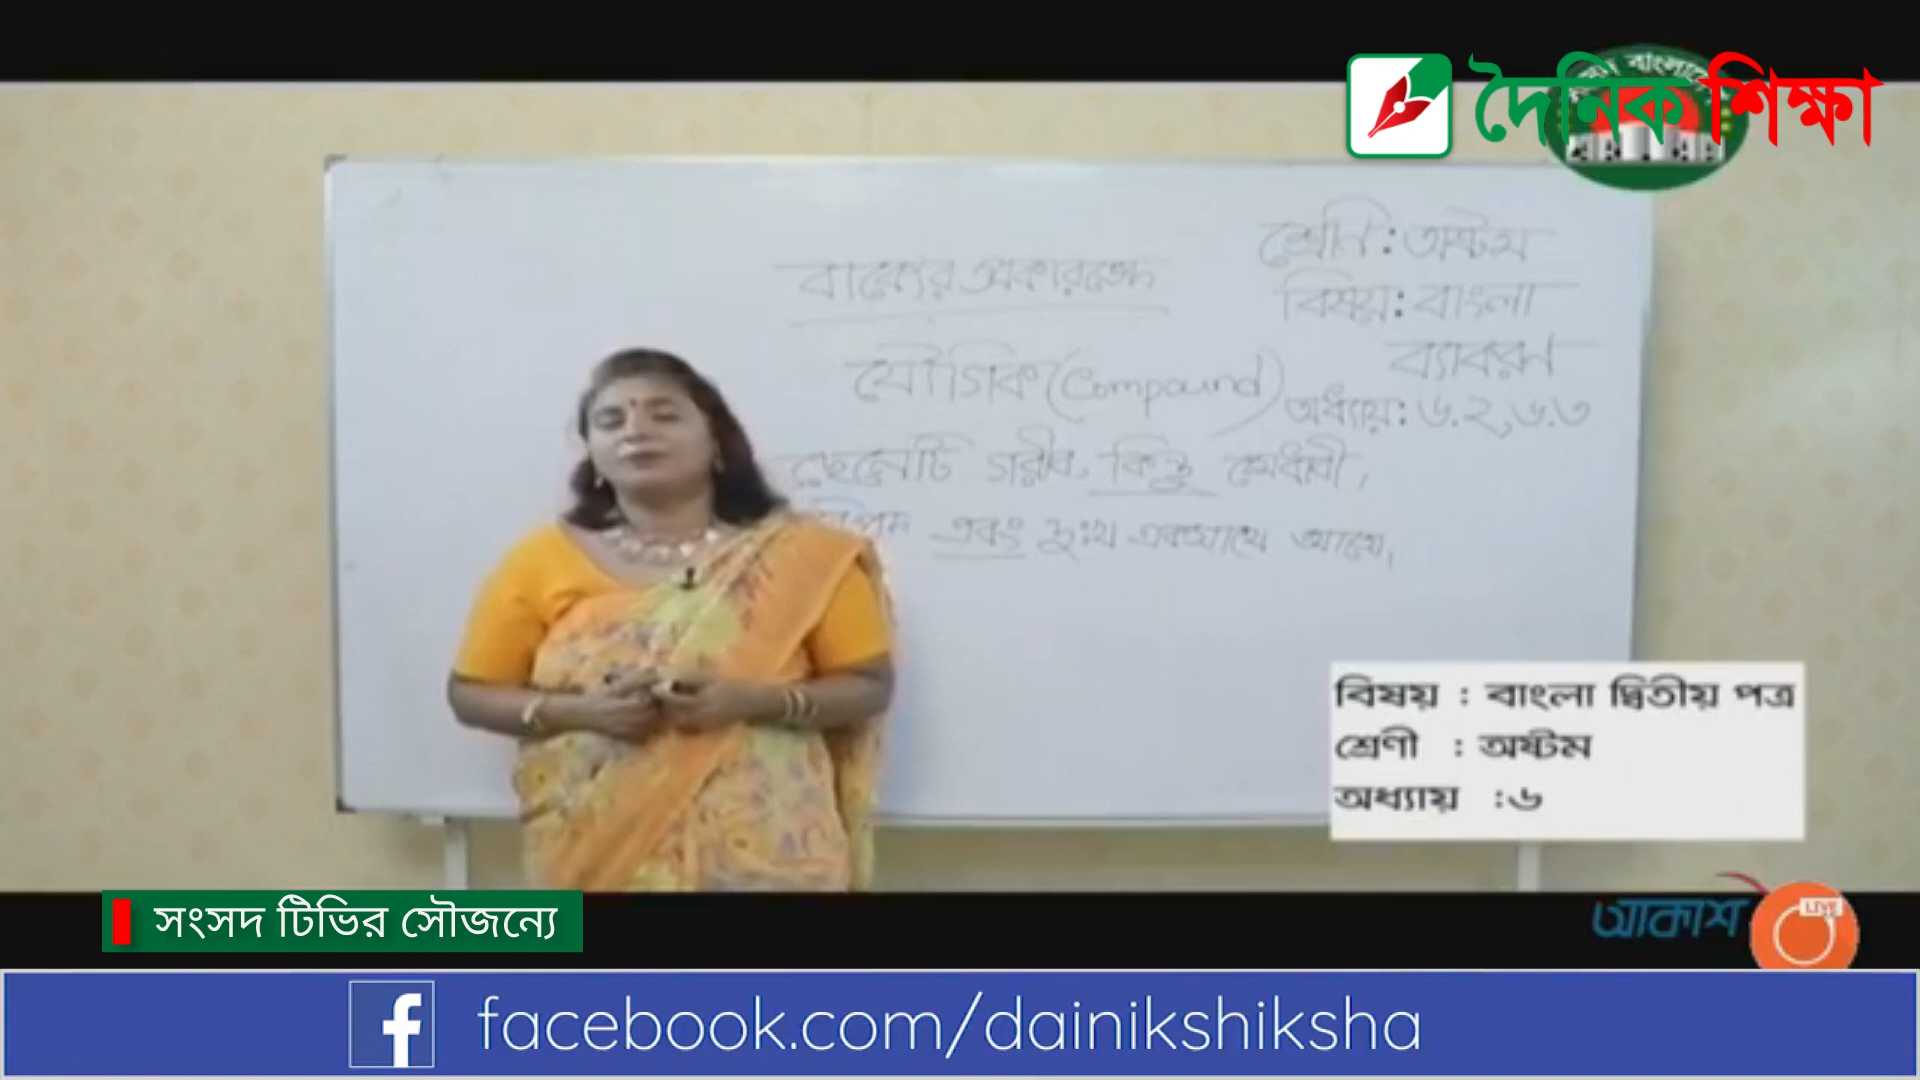 দৈনিক শিক্ষা
শ্রেণি: অষ্টম
বিষয়: বাংলা
ব্যাকরণ
অধ্যায়: ৬.২, ৬.৩
বাক্যের প্রকারভেদ
যৌগিক (Compound)
ছেলেটি গরীব কিন্তু মেধাবী।
এবং দুঃখ একসাথে আসে।
বিষয় : বাংলা দ্বিতীয় পত্র
শ্রেণী : অষ্টম
অধ্যায় :৬
সংসদ টিভির সৌজন্যে
আকাশ
LIVE
facebook.com/dainikshiksha